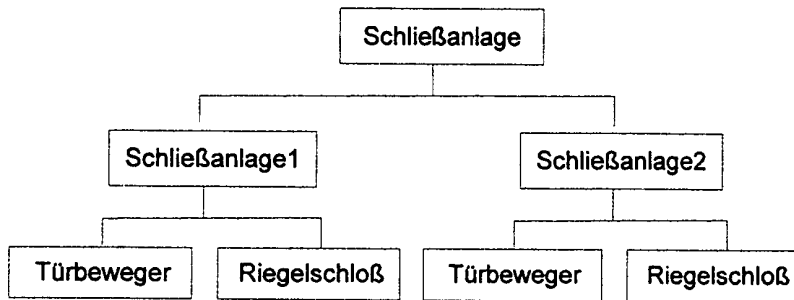 Schließanlage
Schließanlage1
Schließanlage2
Türbeweger
Riegelschloß
Türbeweger
Riegelschloß